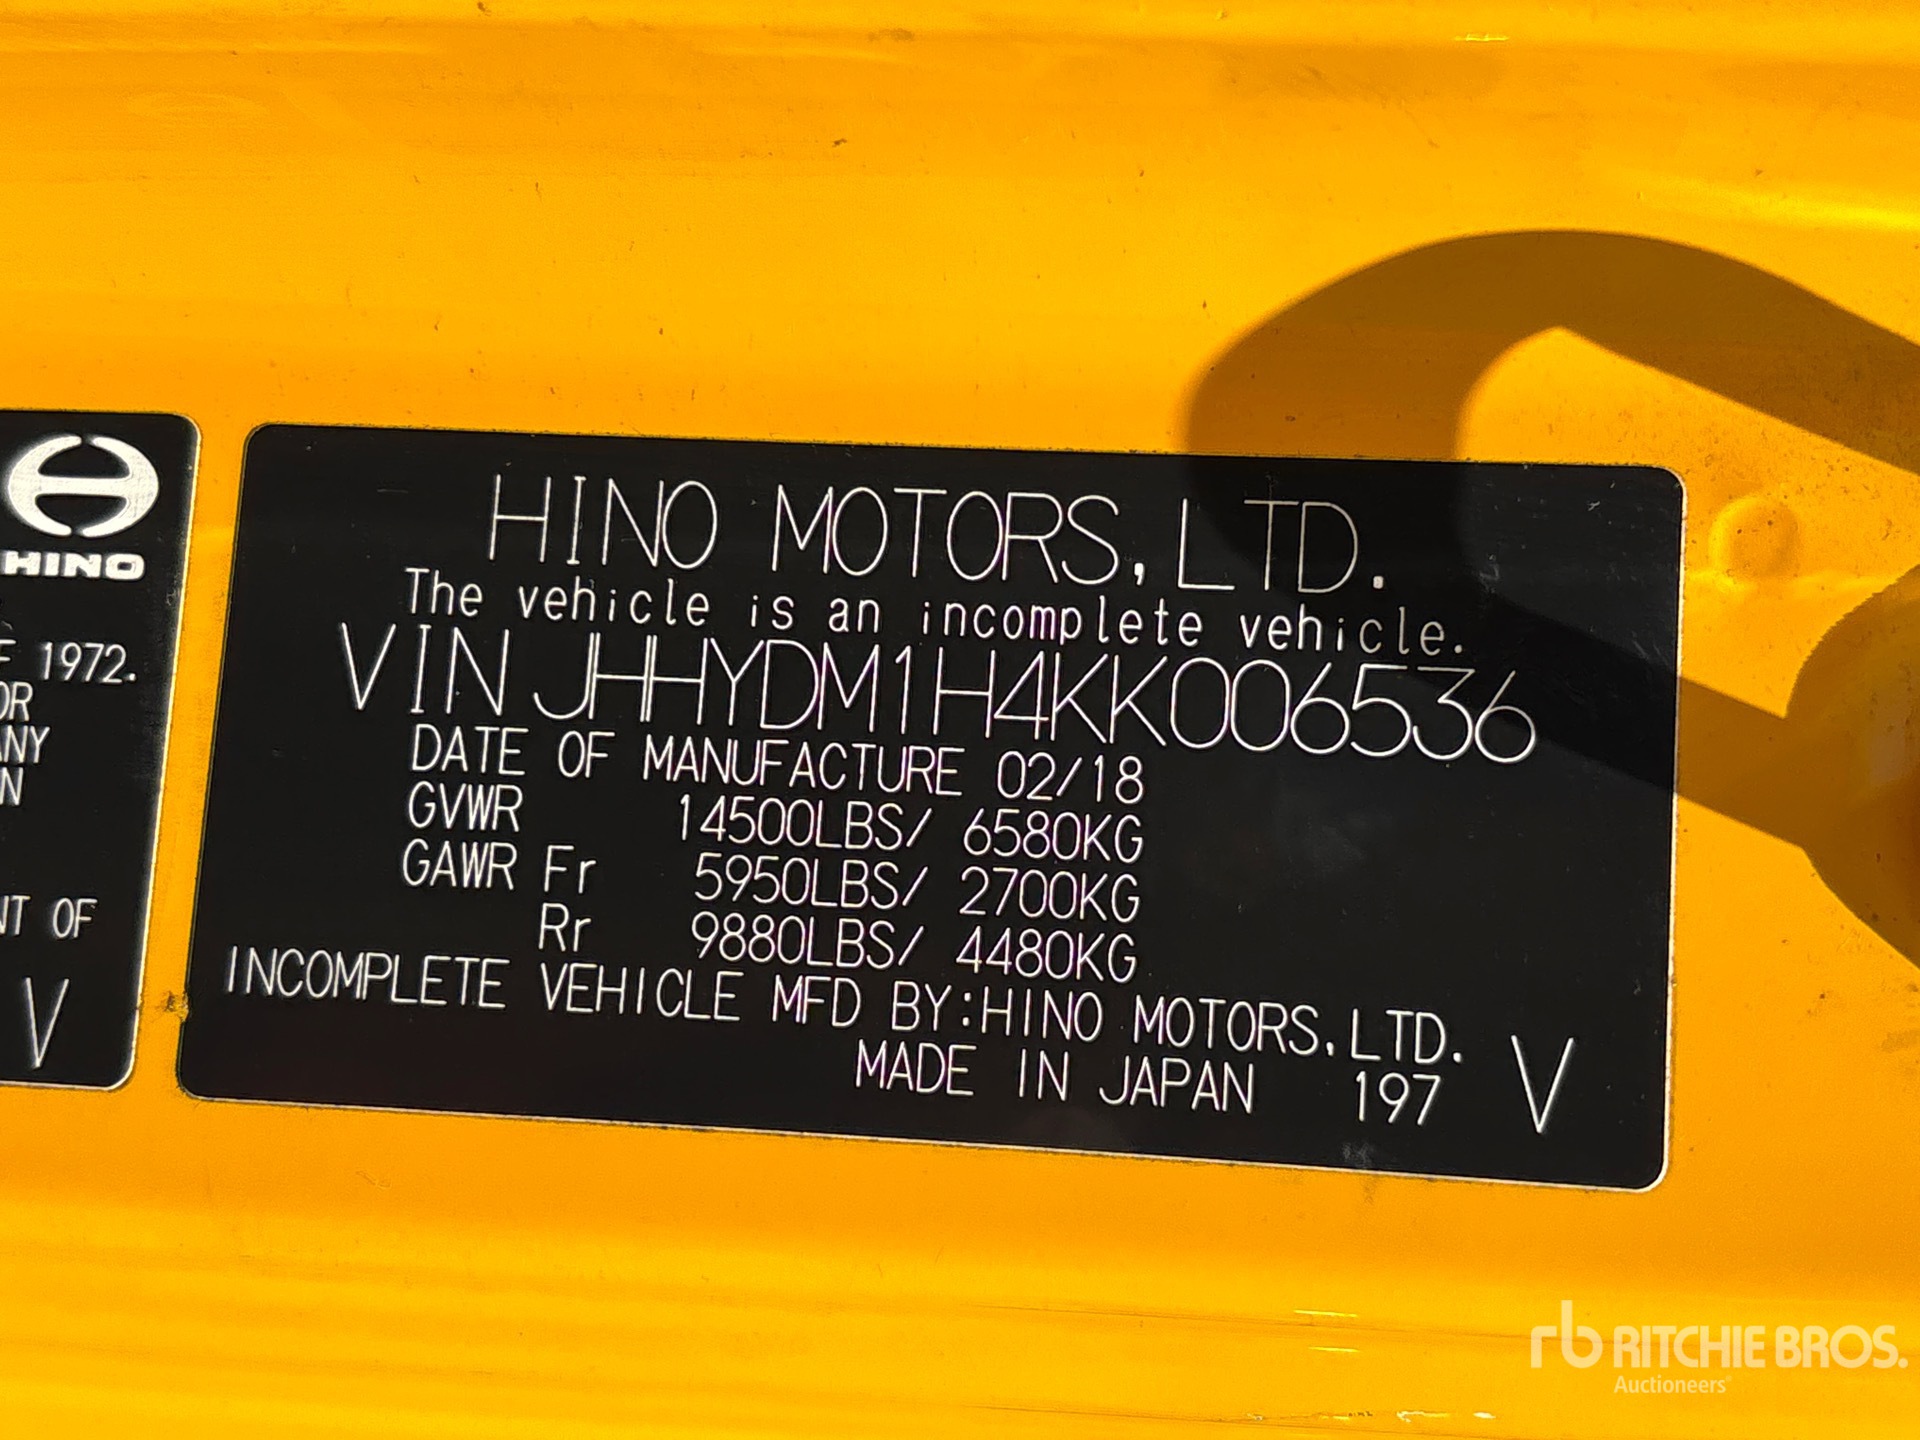 HINO
1972.
OR
ANY
N
NT OF
V
HINO MOTORS, LTD.
The vehicle is an incomplete vehicle.
VIN JHHYDM1H4KK006536
DATE OF MANUFACTURE 02/18
GVWR 14500LBS/ 6580KG
GAWR Fr 5950LBS/ 2700KG
Rr 9880LBS/ 4480KG
INCOMPLETE VEHICLE MFD BY:HINO MOTORS, LTD.
MADE IN JAPAN 197 V
rb RITCHIE BROS.
Auctioneers